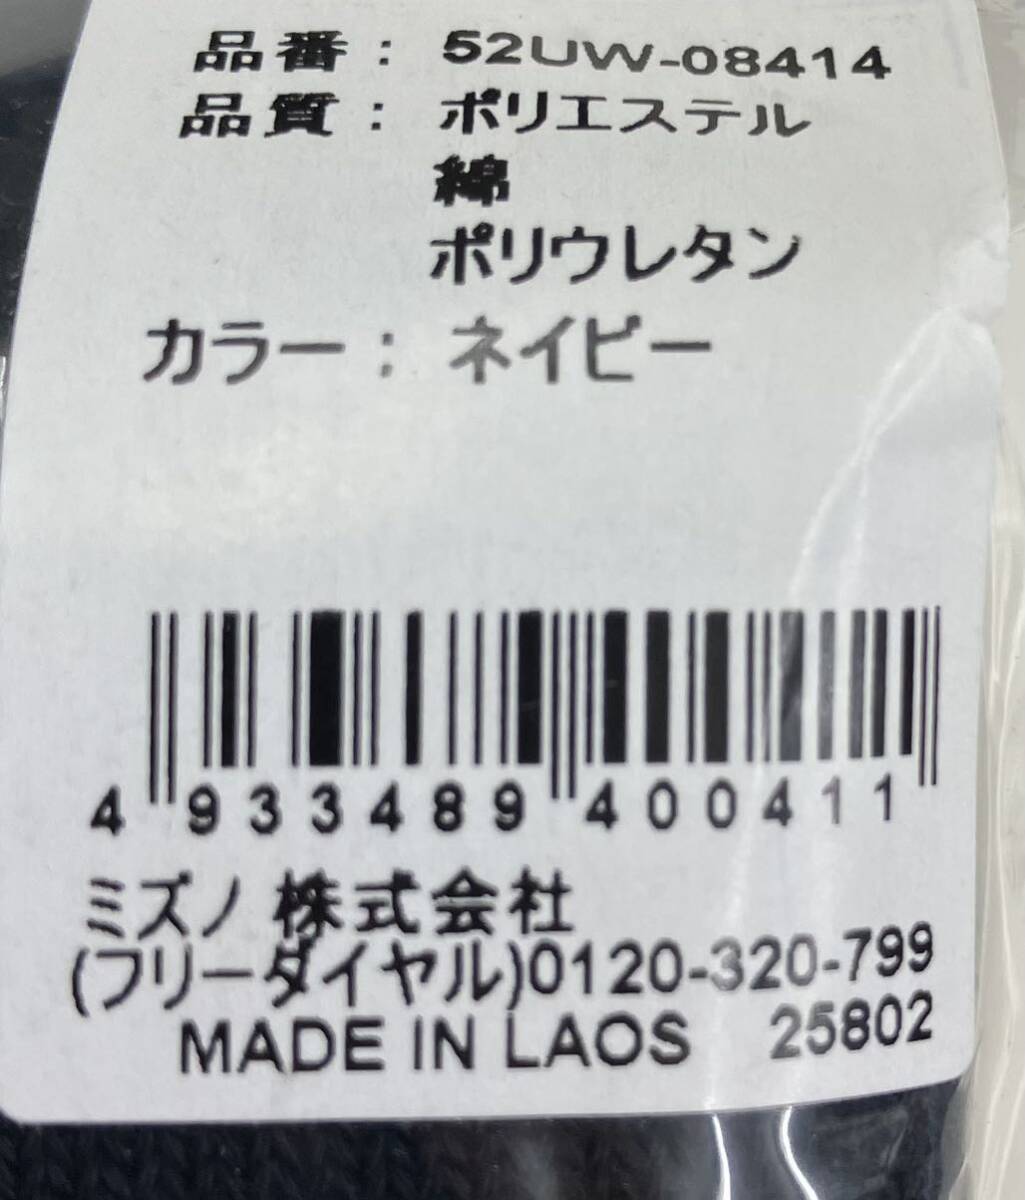 品番： 52UW-08414
品質： ポリエステル
綿
ポリウレタン
カラー： ネイビー
4 933489 400411
ミズノ 株式会社
(フリーダイヤル)0120-320-799
MADE IN LAOS 25802